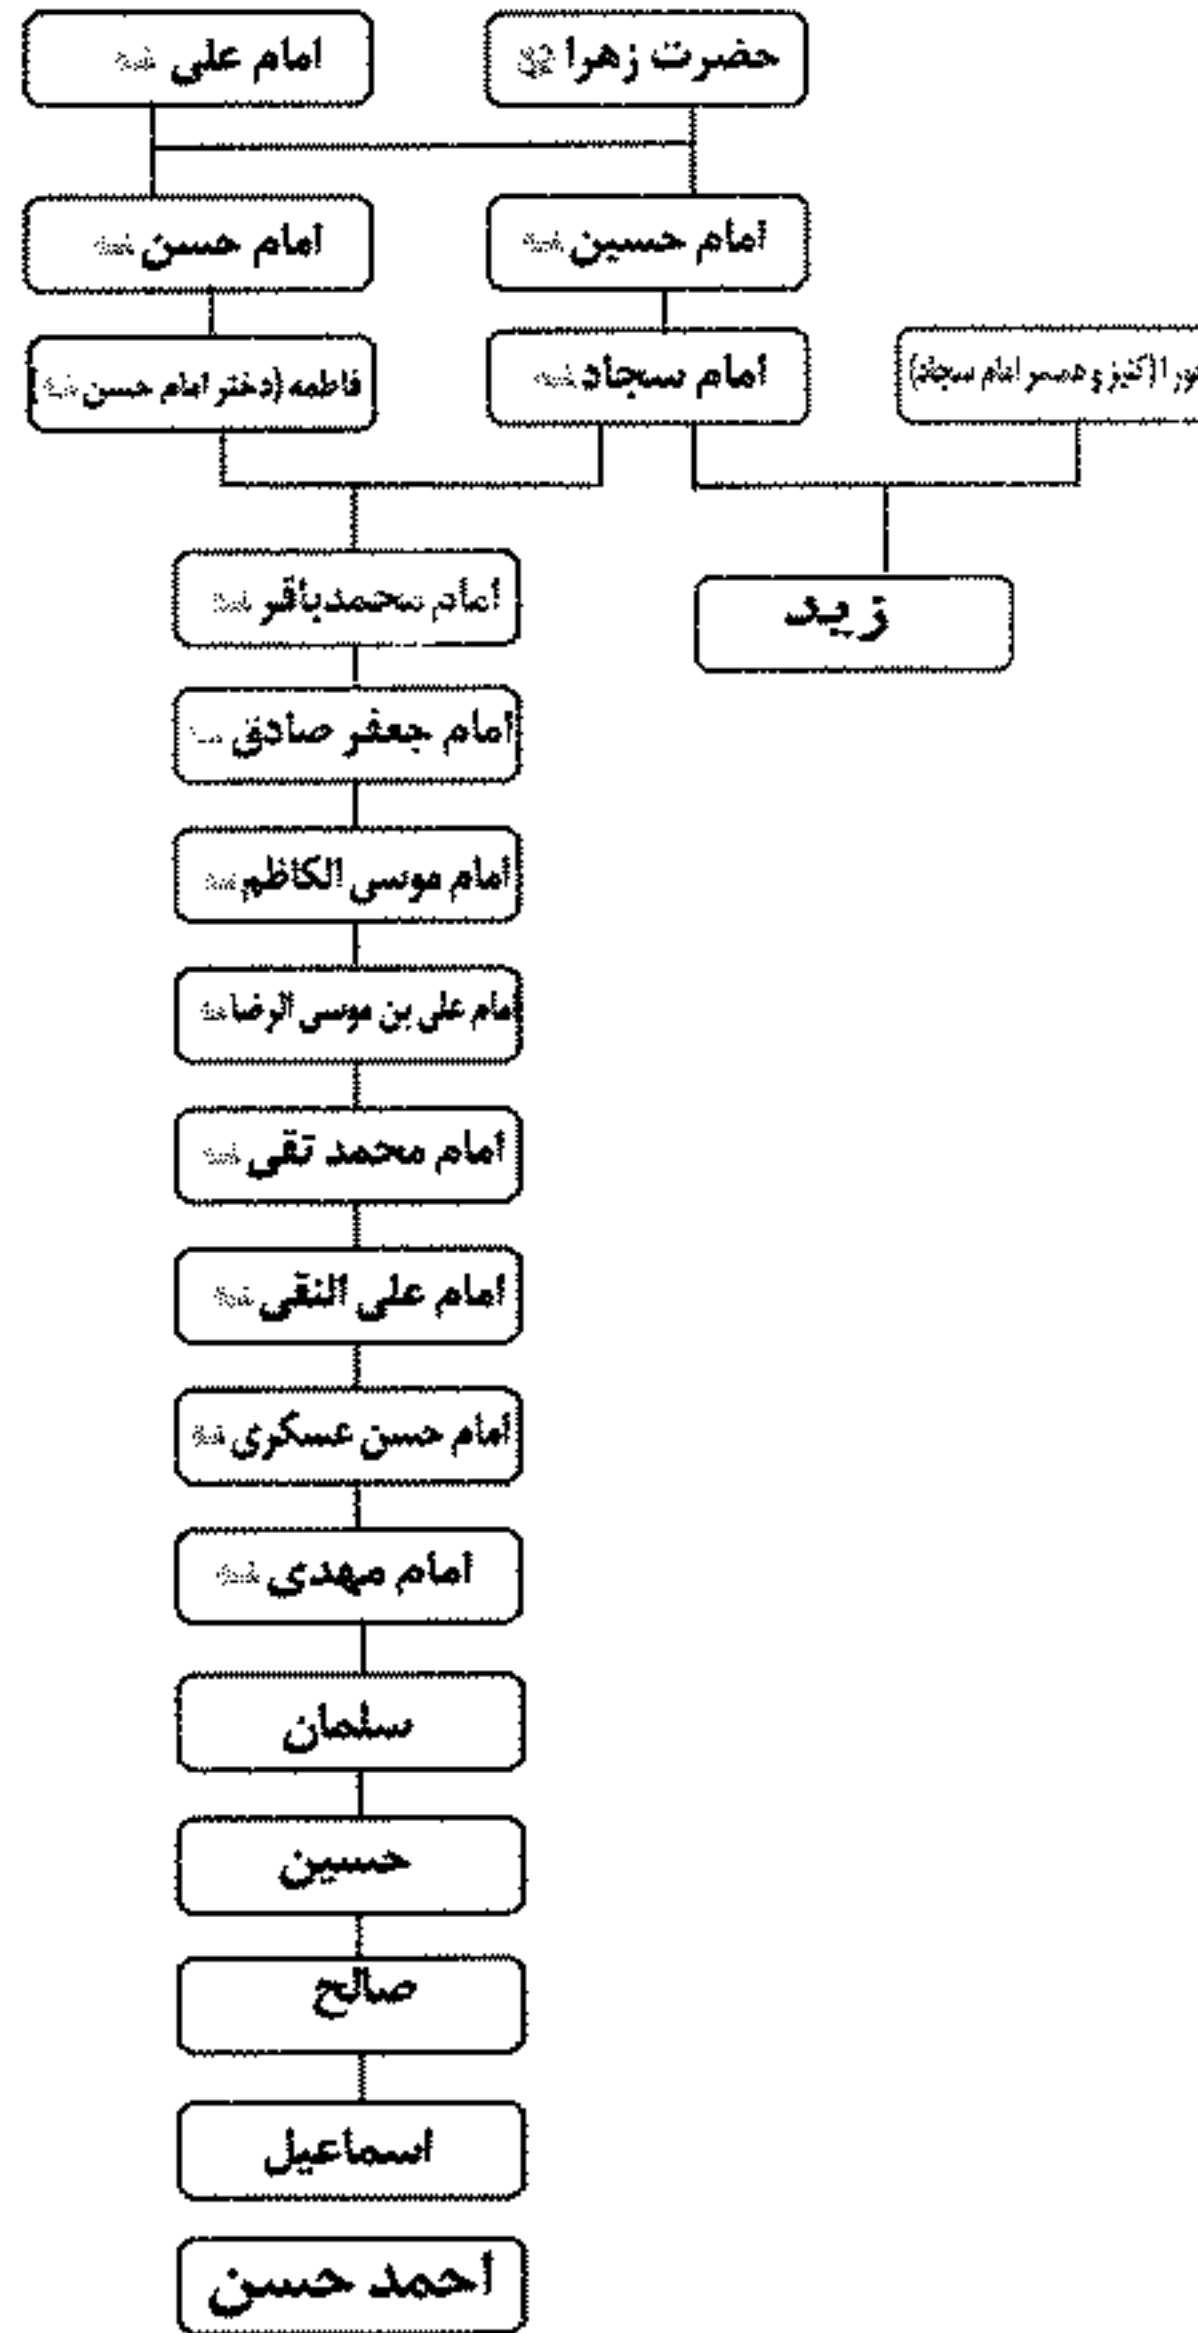 حضرت زهرا
امام علی
امام حسین
امام حسن
(کنیز و همسر امام سجاد)
امام سجاد
فاطمه (دختر امام حسن
امام محمدباقر
زید
امام جعفر صادق
امام موسی الکاظم
امام علی بن موسی الرضا
امام محمد تقی
امام علی النقی
امام حسن عسکری
امام مهدی
سلمان
حسین
صالح
اسماعیل
احمد حسن